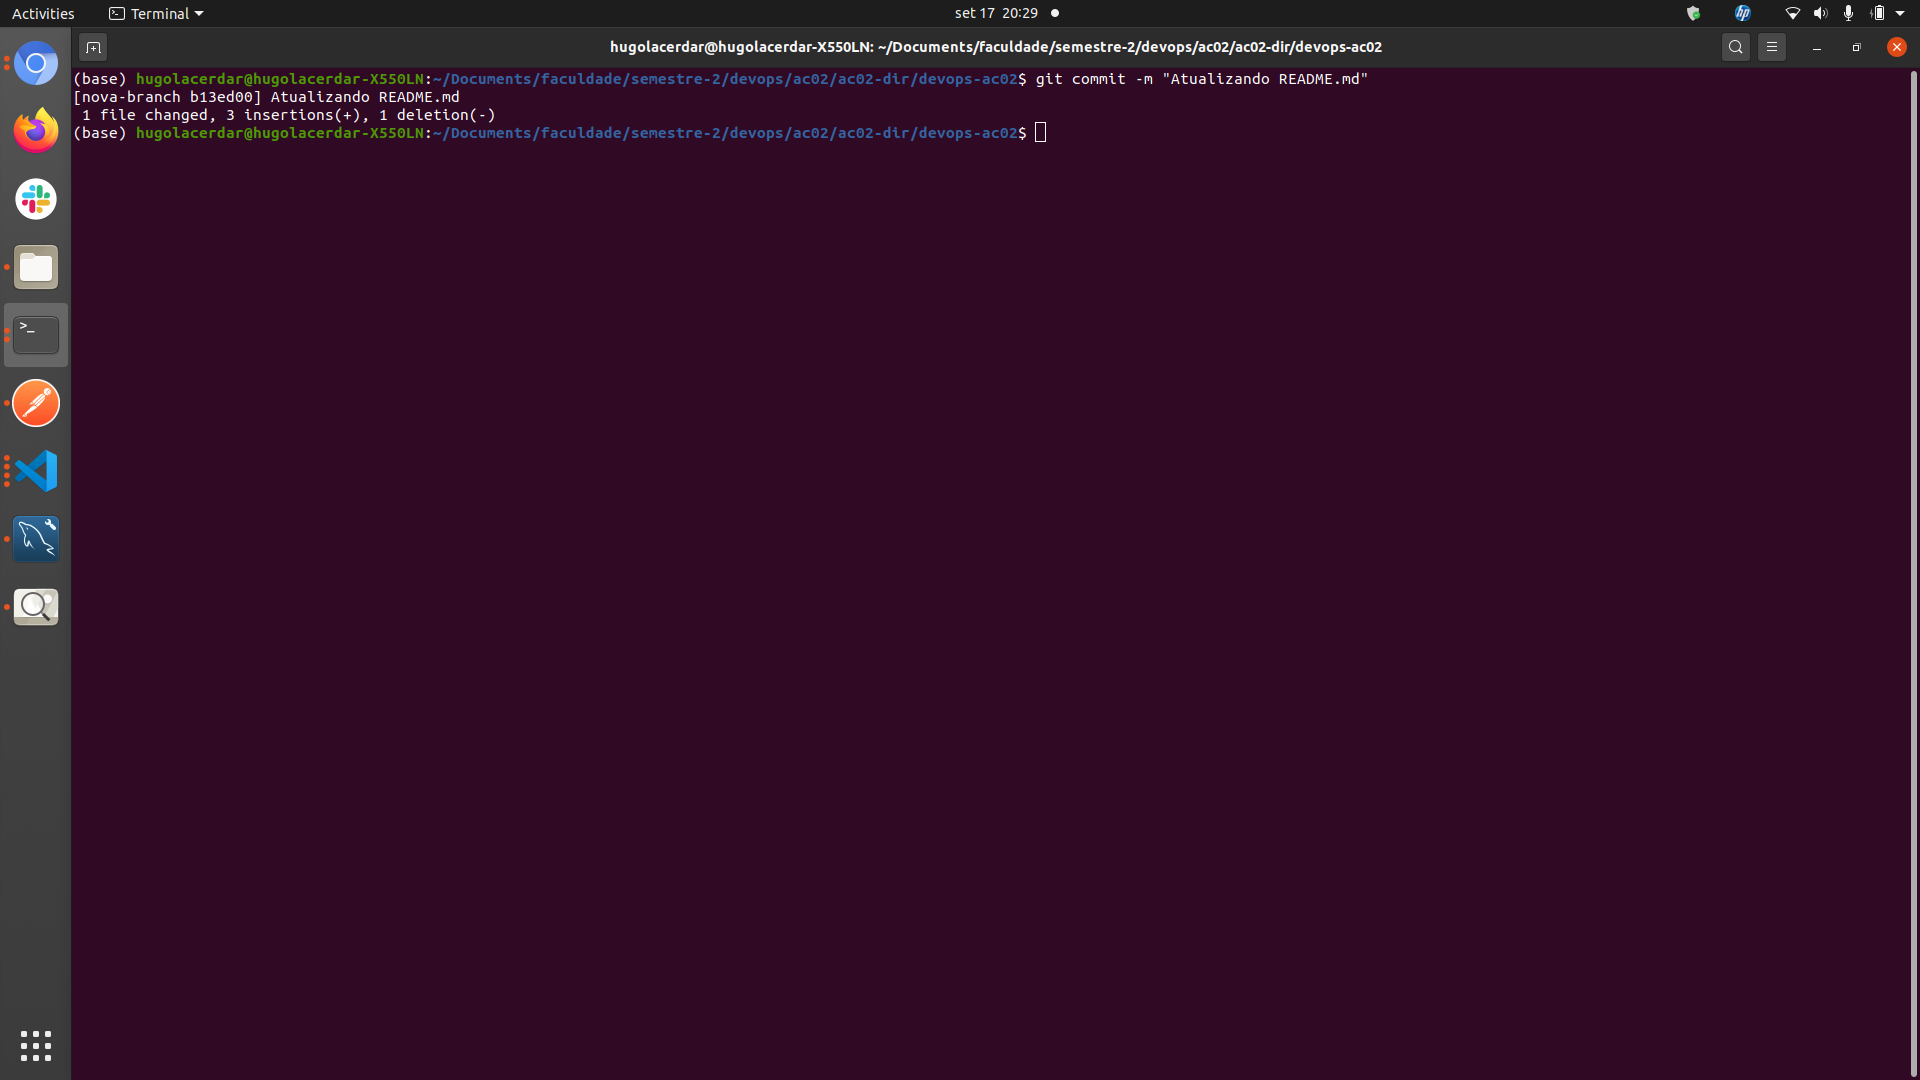 Activities
Terminal
set 17 20:29
hp
hugolacerdar@hugolacerdar-X550LN: ~/Documents/faculdade/semestre-2/devops/ac02/ac02-dir/devops-ac02
(base) hugolacerdar@hugolacerdar-X550LN:~/Documents/faculdade/semestre-2/devops/ac02/ac02-dir/devops-ac02$ git commit -m "Atualizando README.md"
[nova-branch b13ed00] Atualizando README.md
1 file changed, 3 insertions(+), 1 deletion(-)
(base) hugolacerdar@hugolacerdar-X550LN:~/Documents/faculdade/semestre-2/devops/ac02/ac02-dir/devops-ac02$
>_